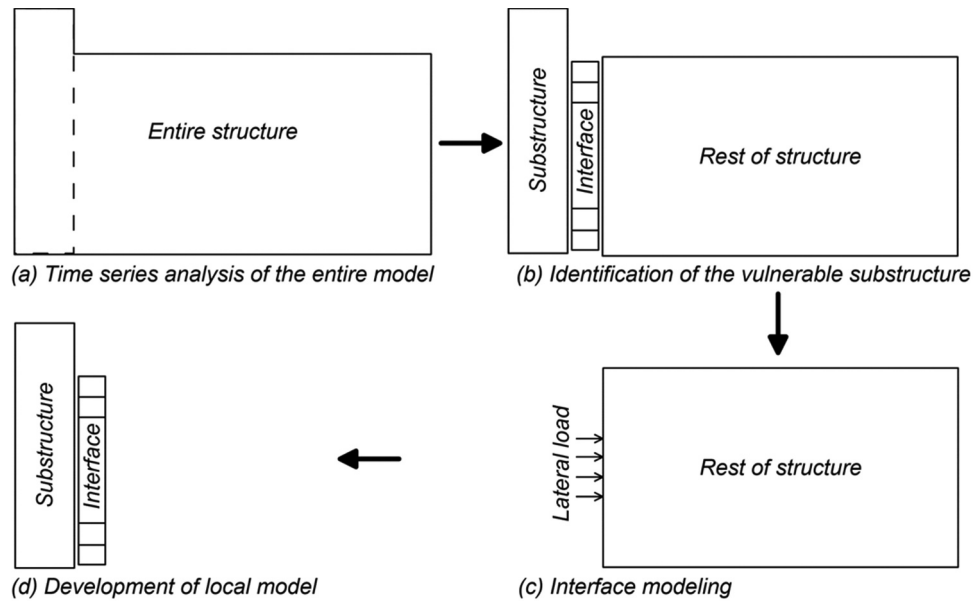 Entire structure
(a) Time series analysis of the entire model
Substructure
Interface
Rest of structure
(b) Identification of the vulnerable substructure
Lateral load
Rest of structure
(c) Interface modeling
Substructure
Interface
(d) Development of local model